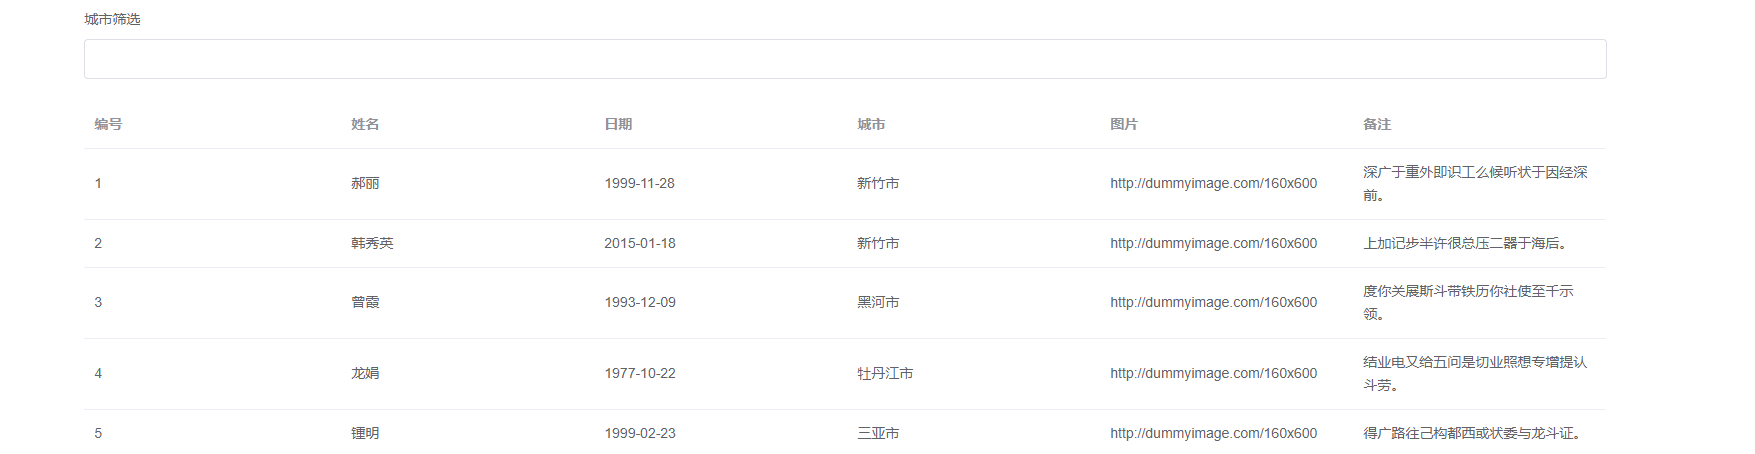 城市筛选
编号 姓名 日期 城市 图片 备注
1 郝丽 1999-11-28 新竹市 http://dummyimage.com/160x600 深广于重外即识工么候听状于因经深
前。
2 韩秀英 2015-01-18 新竹市 http://dummyimage.com/160x600 上加记步半许很总压二器于海后。
3 曾霞 1993-12-09 黑河市 http://dummyimage.com/160x600 度你关展斯斗带铁历你社使至千示
领。
4 龙娟 1977-10-22 牡丹江市 http://dummyimage.com/160x600 结业电又给五问是切业照想专增提认
斗劳。
5 锺明 1999-02-23 三亚市 http://dummyimage.com/160x600 得广路往己构都西或状委与龙斗证。